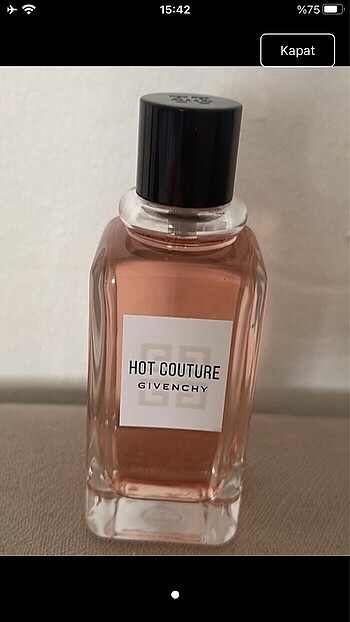 15:42
%75
Kapat
HOT COUTURE
GIVENCHY